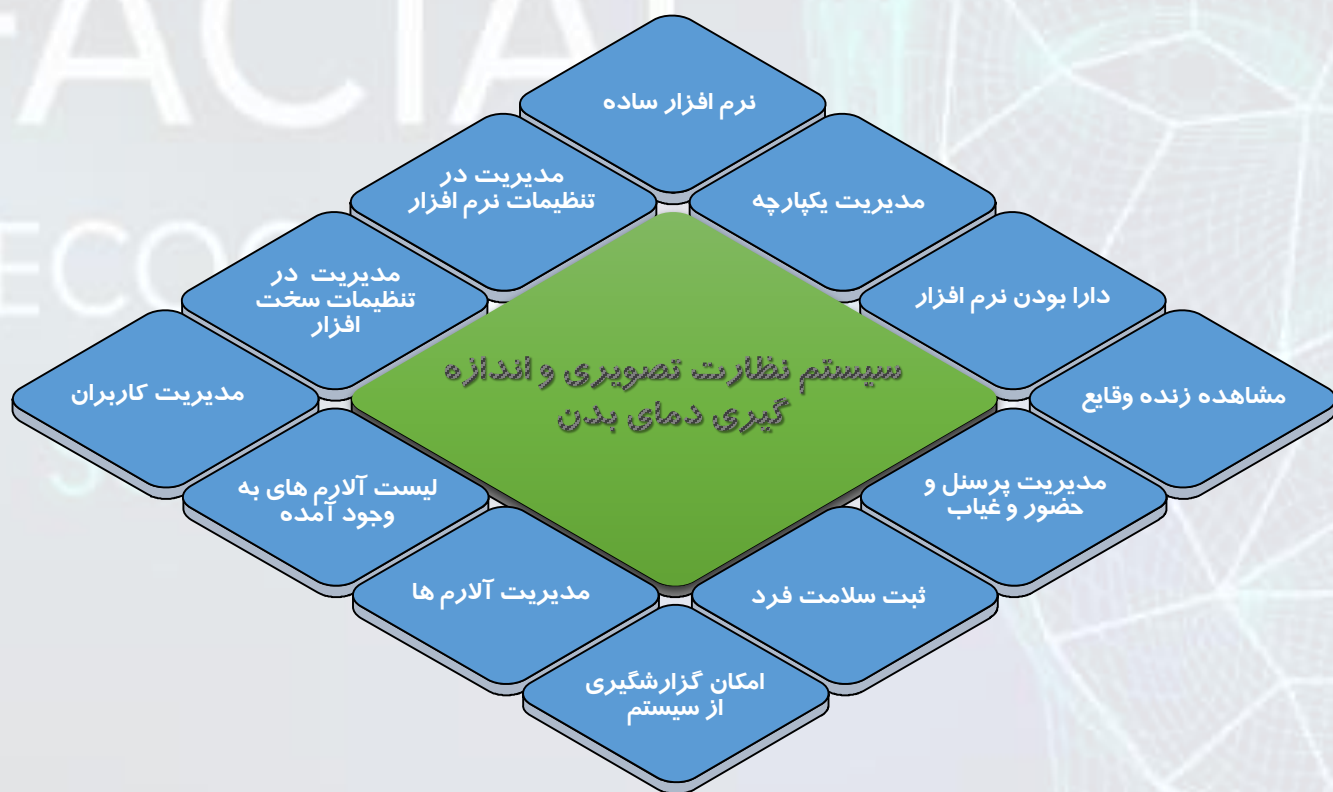 FACIAL
ECO
نرم افزار ساده
مدیریت در
تنظیمات نرم افزار
مدیریت یکپارچه
مدیریت در
تنظیمات سخت
افزار
دارا بودن نرم افزار
مدیریت کاربران
سیستم نظارت تصویری و اندازه
گیری دمای بدن
مشاهده زنده وقایع
لیست آلارم های به
وجود آمده
مدیریت پرسنل و
حضور و غیاب
مدیریت آلارم ها
ثبت سلامت فرد
امکان گزارشگیری
از سیستم